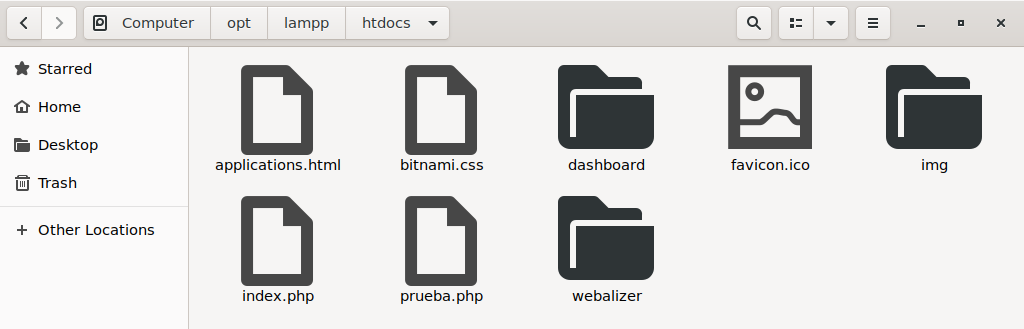 Computer opt lampp htdocs
Starred
Home
Desktop
Trash
Other Locations
applications.html bitnami.css dashboard favicon.ico img
index.php prueba.php webalizer